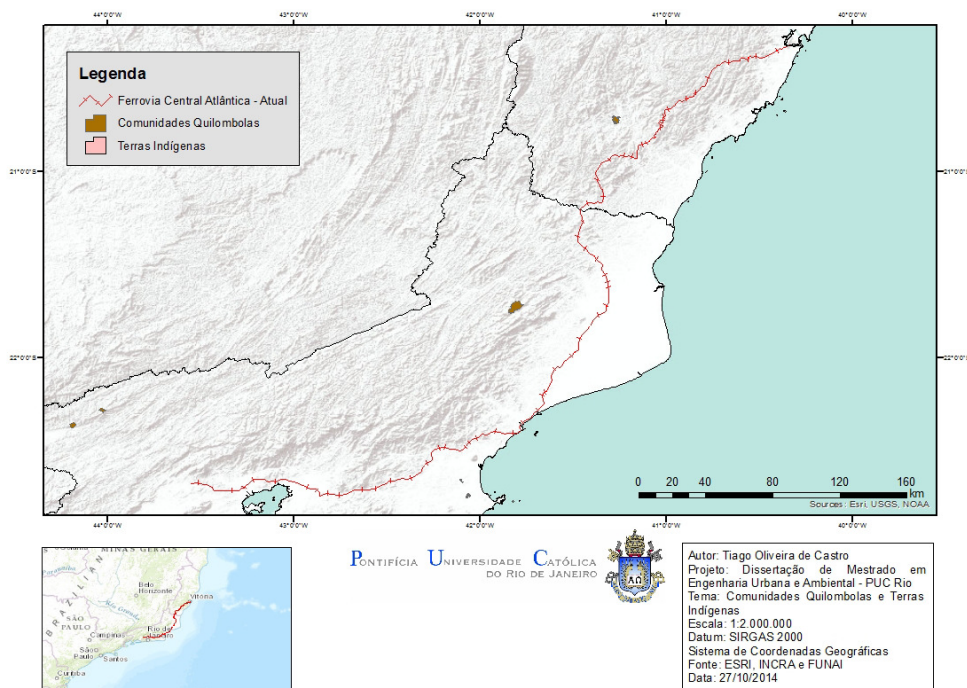 44°0'0"W 43°0'0"W 42°0'0"W 41°0'0"W 40°0'0"W
Legenda
Ferrovia Central Atlântica - Atual
Comunidades Quilombolas
Terras Indígenas
21°0'0"S 21°0'0"S
22°0'0"S 22°0'0"S
0 10 20 40 80 120 160
km
Sources: Esri, USGS, NOAA
44°0'0"W 43°0'0"W 42°0'0"W 41°0'0"W 40°0'0"W
MINAS GERAIS
BRAZILIAN
Belo
Horizonte
Vitoria
Rio Grande
SÃO
PAULO
Campinas
Rio de
Janeiro
São
Paulo
Santos
Curitiba
PONTIFÍCIA UNIVERSIDADE CATÓLICA
DO RIO DE JANEIRO
Autor: Tiago Oliveira de Castro
Projeto: Dissertação de Mestrado em
Engenharia Urbana e Ambiental - PUC Rio
Tema: Comunidades Quilombolas e Terras
Indígenas
Escala: 1:2.000.000
Datum: SIRGAS 2000
Sistema de Coordenadas Geográficas
Fonte: ESRI, INCRA e FUNAI
Data: 27/10/2014